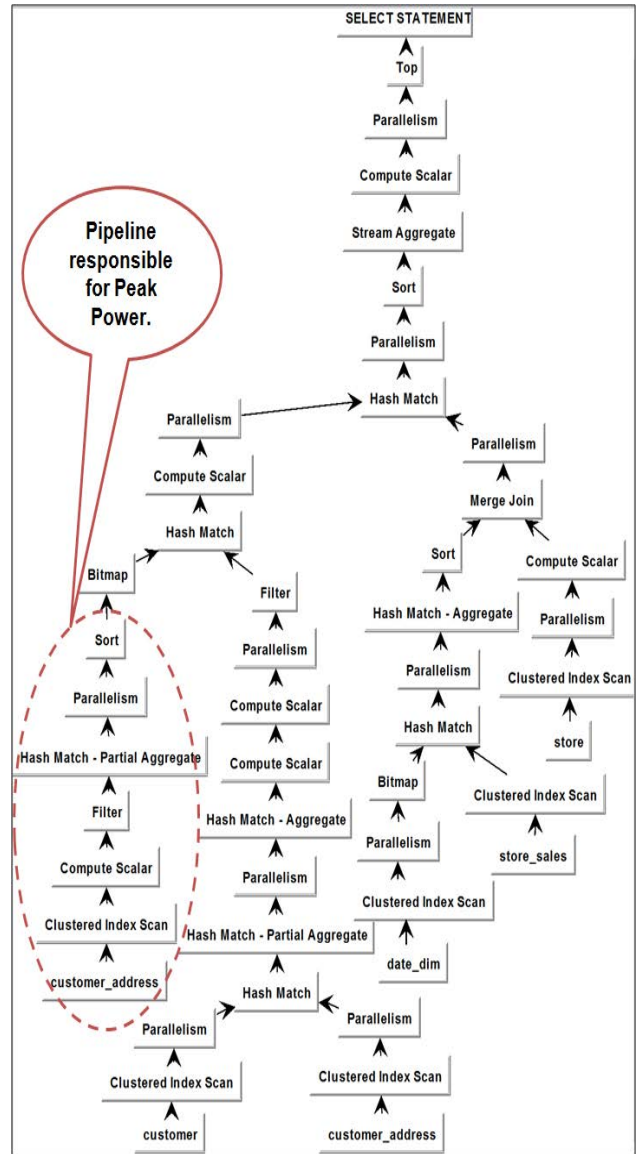 SELECT STATEMENT
Top
Parallelism
Compute Scalar
Stream Aggregate
Sort
Parallelism
Hash Match
Pipeline
responsible
for Peak
Power.
Parallelism
Compute Scalar
Hash Match
Bitmap
Sort
Parallelism
Hash Match - Partial Aggregate
Filter
Compute Scalar
Clustered Index Scan
customer_address
Filter
Parallelism
Compute Scalar
Compute Scalar
Hash Match - Aggregate
Parallelism
Hash Match - Partial Aggregate
Hash Match
Parallelism
Clustered Index Scan
customer
Parallelism
Clustered Index Scan
customer_address
Parallelism
Merge Join
Sort
Hash Match - Aggregate
Parallelism
Hash Match
Bitmap
Parallelism
Clustered Index Scan
date_dim
Clustered Index Scan
store_sales
Compute Scalar
Parallelism
Clustered Index Scan
store